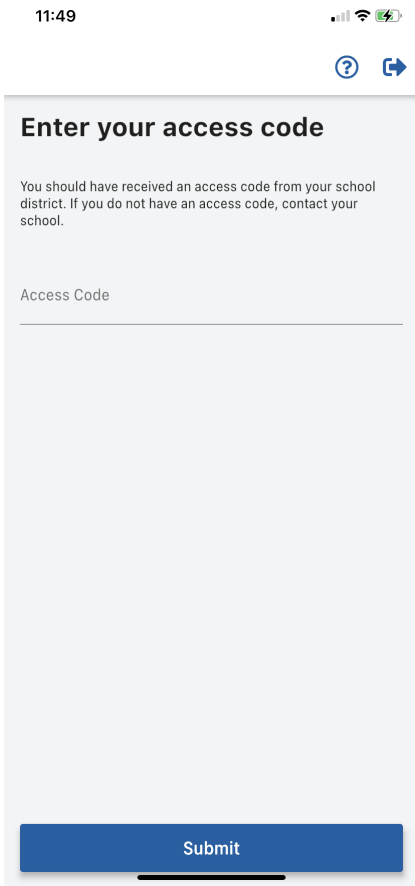 11:49
Enter your access code
You should have received an access code from your school
district. If you do not have an access code, contact your
school.
Access Code
Submit